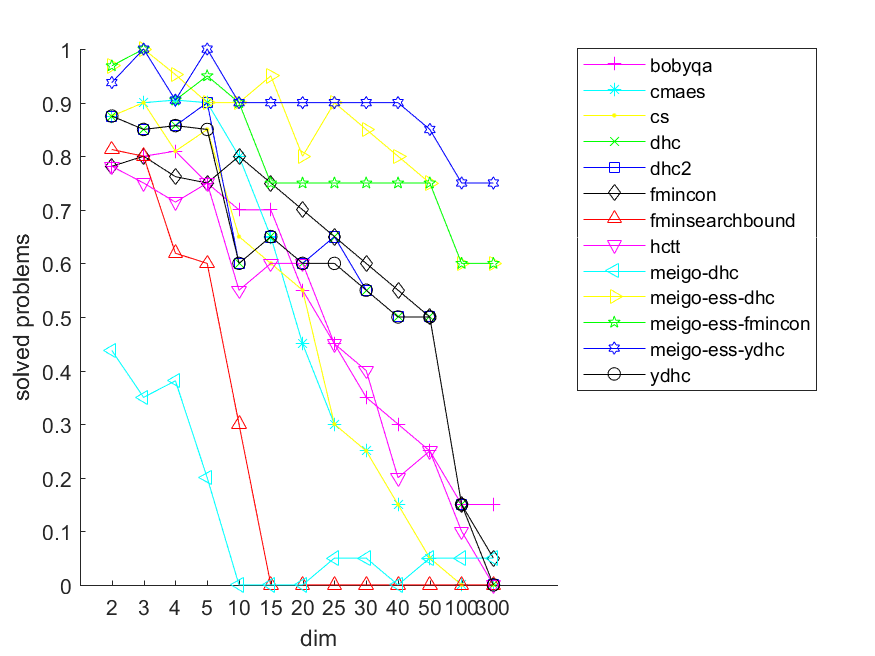 1
0.9
0.8
0.7
0.6
0.5
0.4
0.3
0.2
0.1
0
solved problems
2 3 4 5 10 15 20 25 30 40 50 100 300
dim
bobyqa
cmaes
cs
dhc
dhc2
fmincon
fminsearchbound
hctt
meigo-dhc
meigo-ess-dhc
meigo-ess-fmincon
meigo-ess-ydhc
ydhc